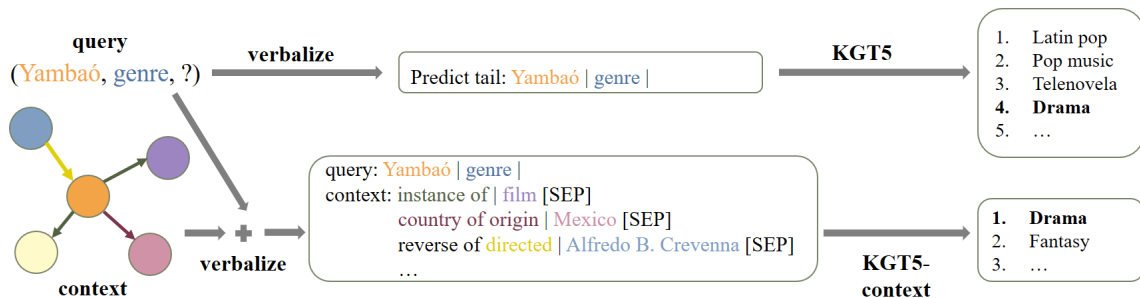 query
(Yambaó, genre, ?)
verbalize
Predict tail: Yambaó | genre |
KGT5
1. Latin pop
2. Pop music
3. Telenovela
4. Drama
5. …
context
verbalize
query: Yambaó | genre |
context: instance of | film [SEP]
country of origin | Mexico [SEP]
reverse of directed | Alfredo B. Crevenna [SEP]
…
KGT5-
context
1. Drama
2. Fantasy
3. …